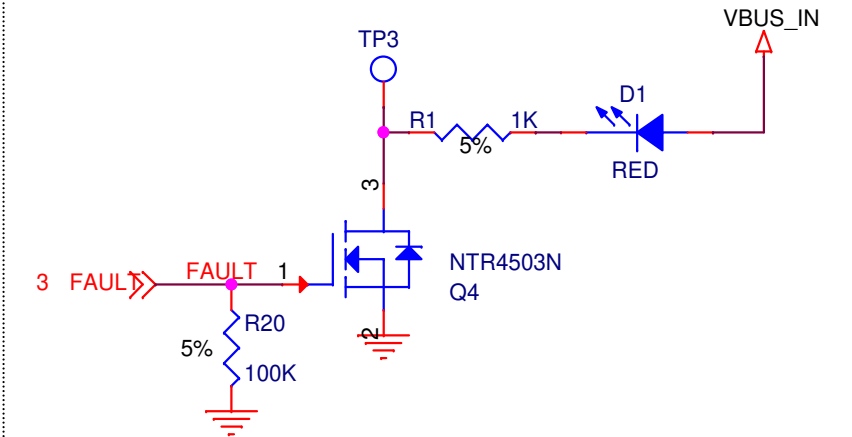 VBUS_IN
TP3
D1
R1
1K
5%
RED
3
NTR4503N
Q4
3
FAULT
FAULT
1
2
R20
5%
100K